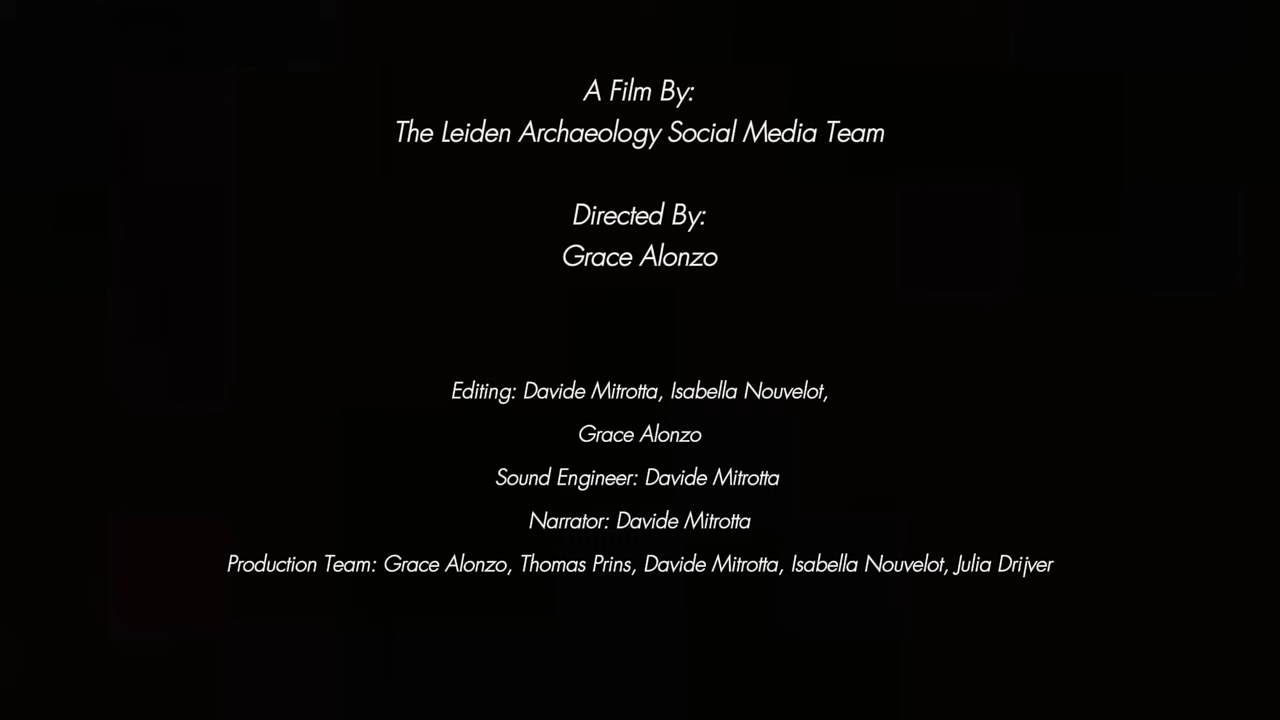 A Film By:
The Leiden Archaeology Social Media Team
Directed By:
Grace Alonzo
Editing: Davide Mitrotta, Isabella Nouvelot,
Grace Alonzo
Sound Engineer: Davide Mitrotta
Narrator: Davide Mitrotta
Production Team: Grace Alonzo, Thomas Prins, Davide Mitrotta, Isabella Nouvelot, Julia Drijver